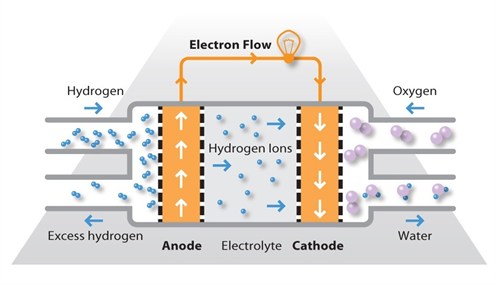 Electron Flow
Hydrogen
Oxygen
Hydrogen Ions
Excess hydrogen
Anode
Electrolyte
Cathode
Water